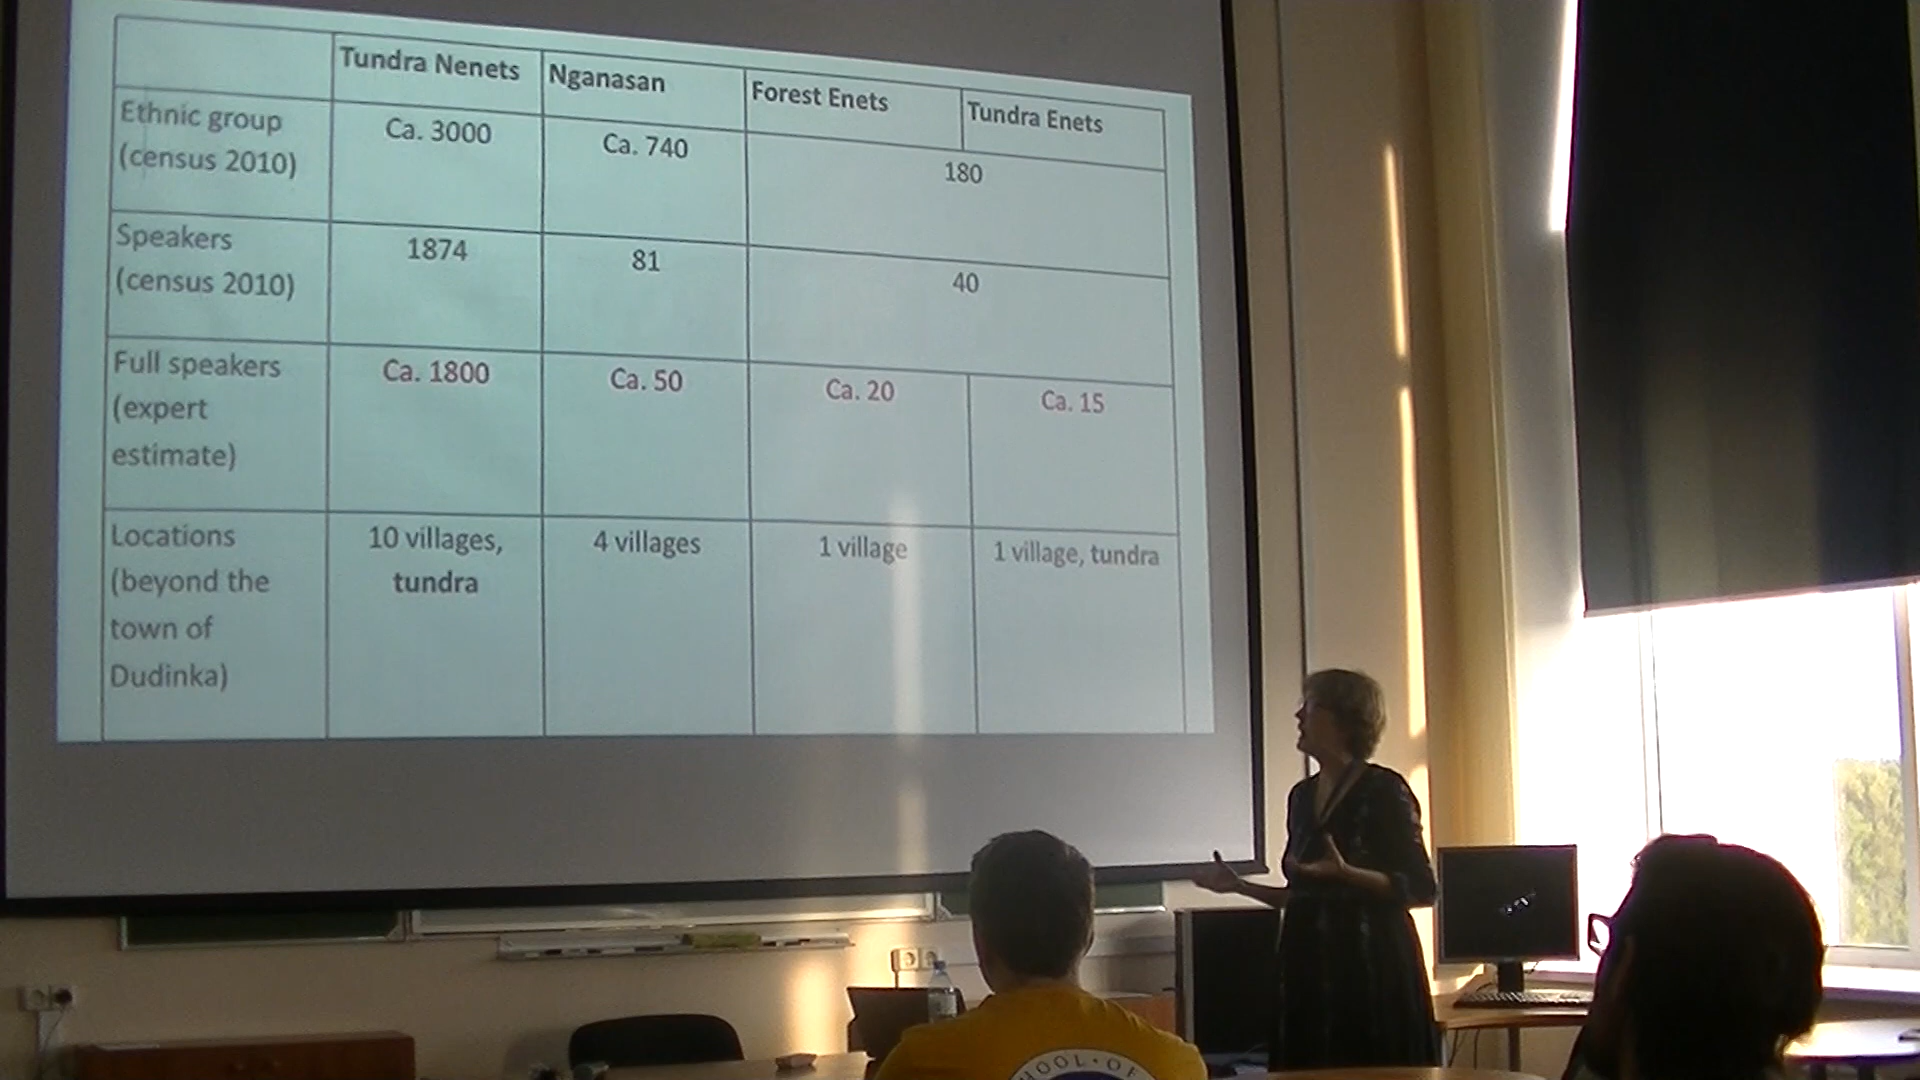 Tundra Nenets Nganasan Forest Enets Tundra Enets
Ethnic group
(census 2010)
Ca. 3000 Ca. 740 180
Speakers
(census 2010)
1874 81 40
Full speakers
(expert
estimate)
Ca. 1800 Ca. 50 Ca. 20 Ca. 15
Locations
(beyond the
town of
Dudinka)
10 villages,
tundra
4 villages
1 village
1 village, tundra
OF